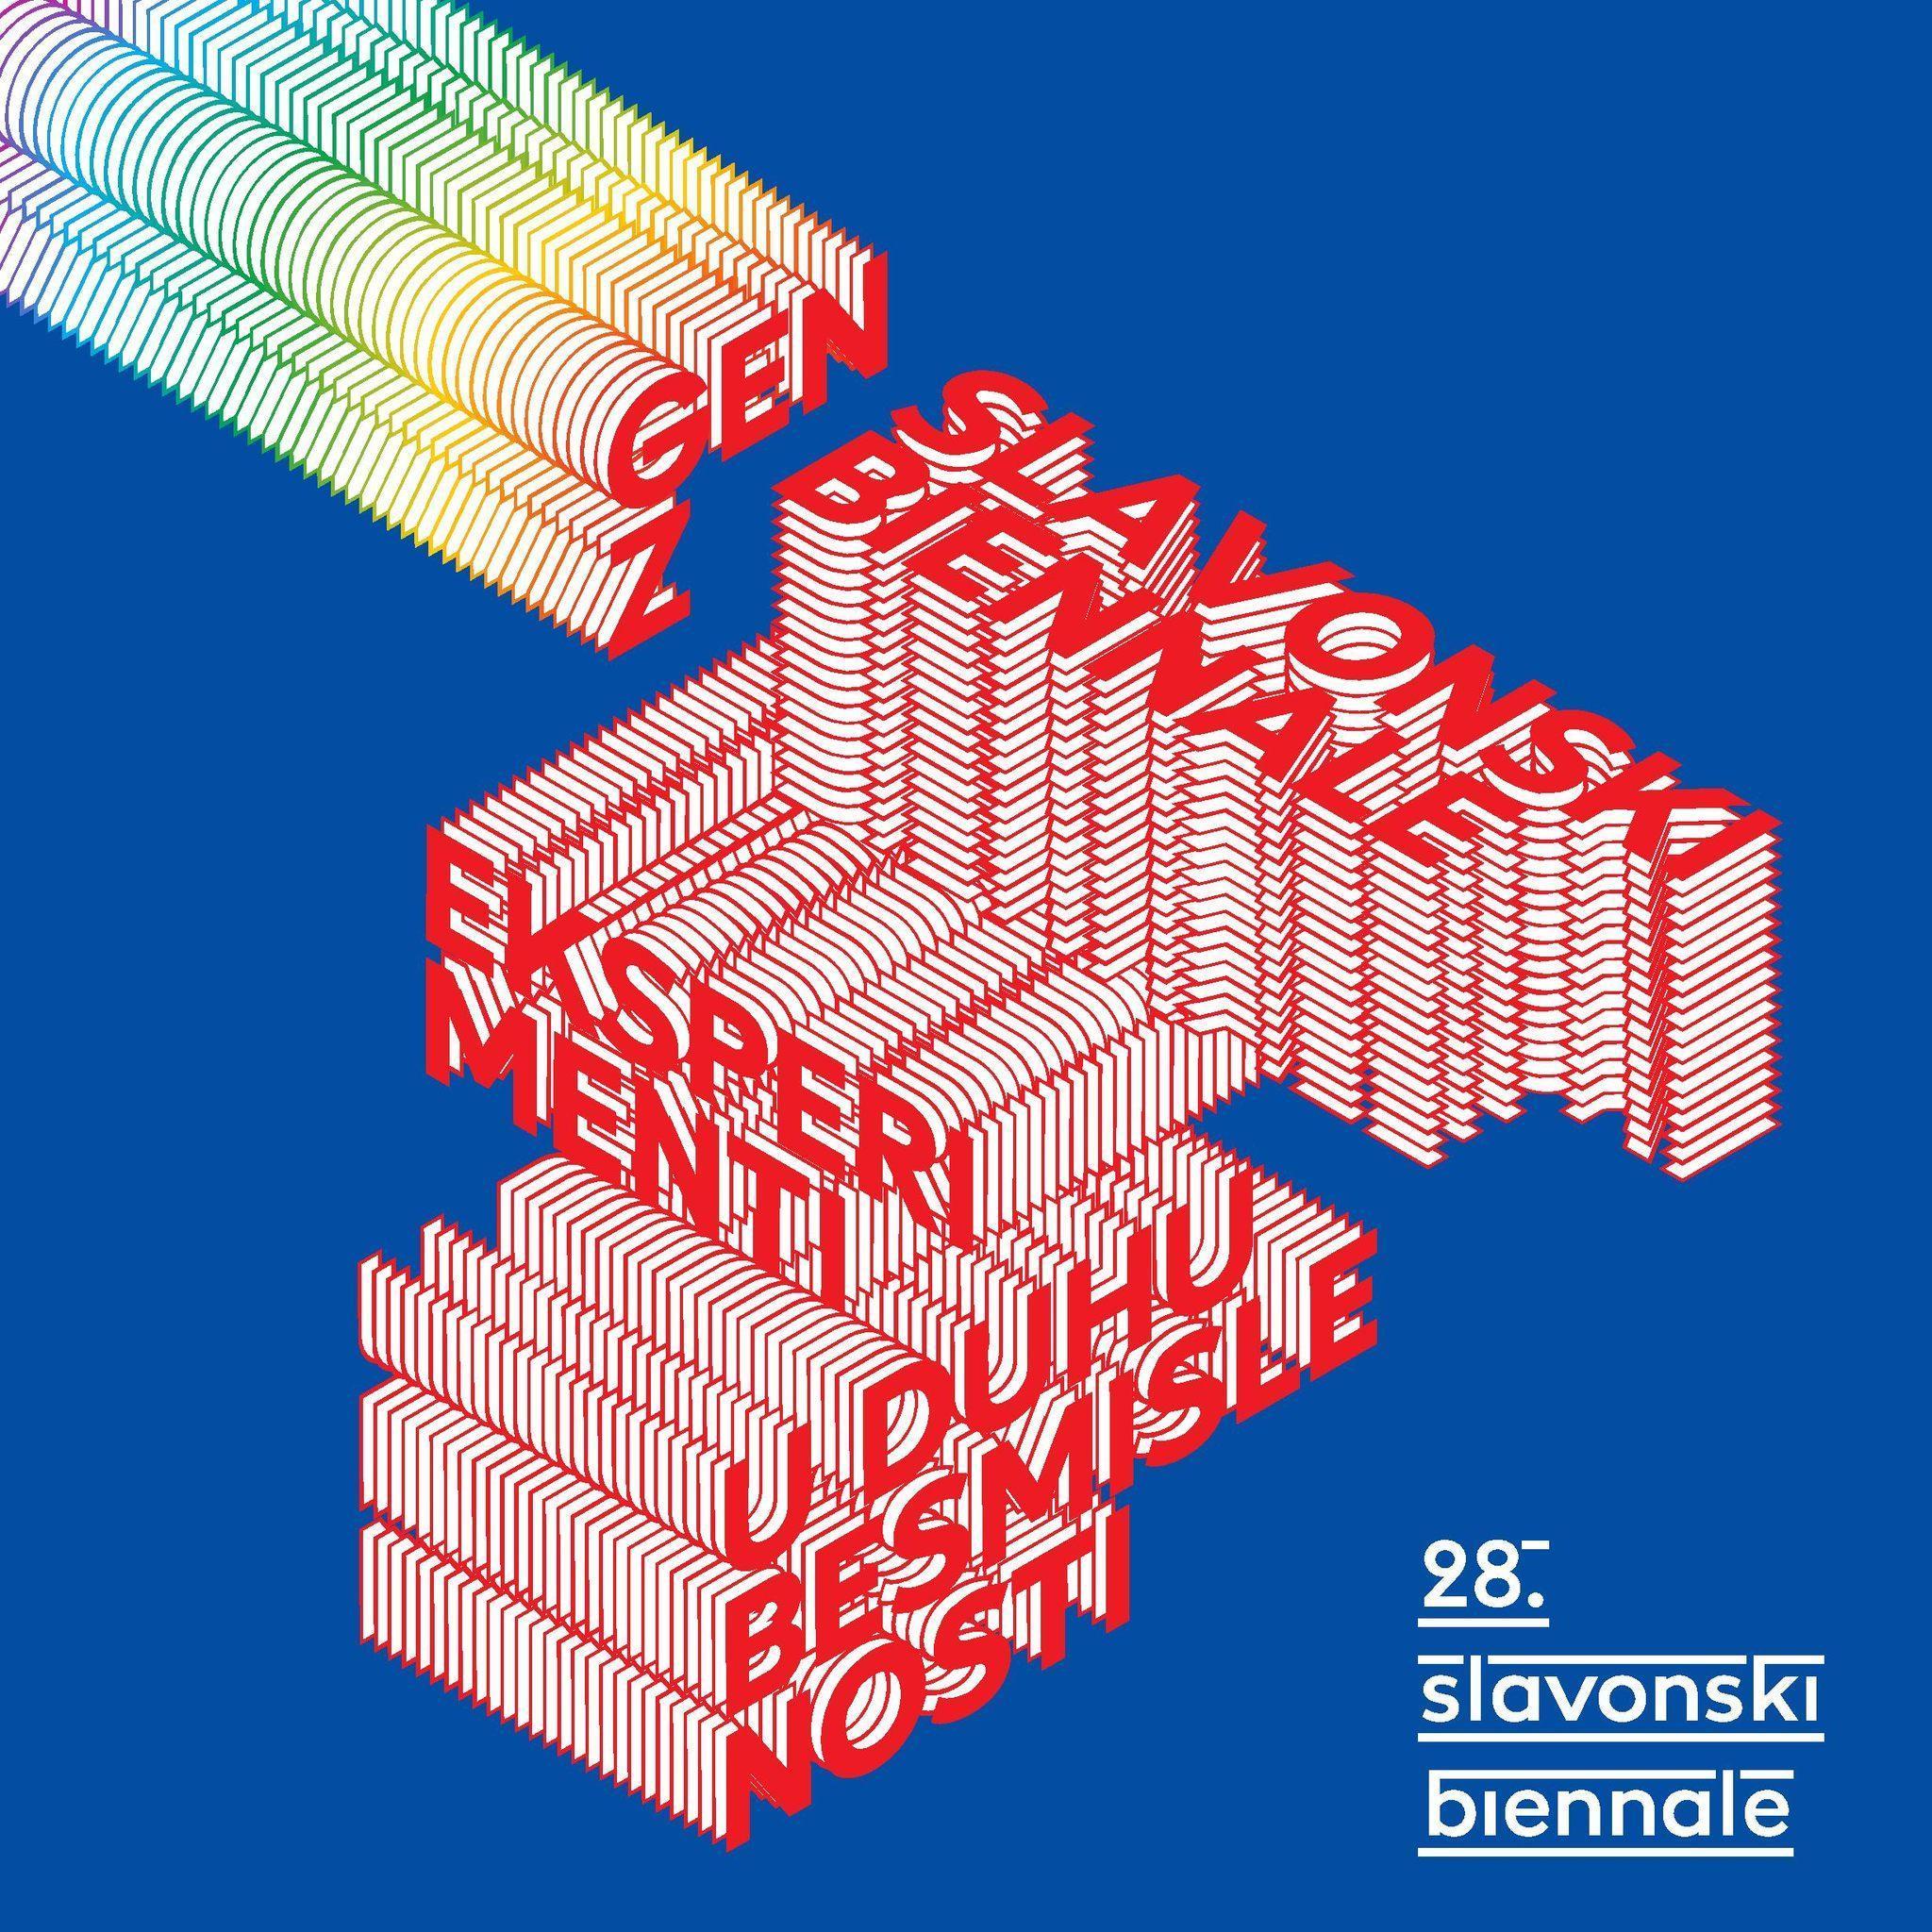 GEN
Z
SLAVONSKI
BIENNALE
EKSPERI
MENTI
U DUHU
BESMISLE
NOSTI
28.
slavonski
biennale